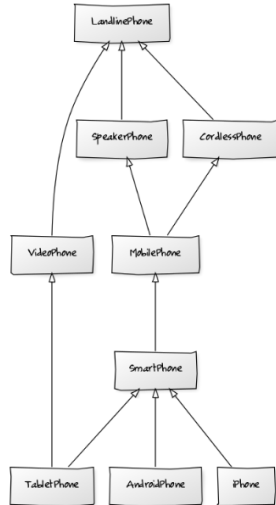 LandlinePhone
SpeakerPhone
CordlessPhone
VideoPhone
MobilePhone
SmartPhone
TabletPhone
AndroidPhone
iPhone